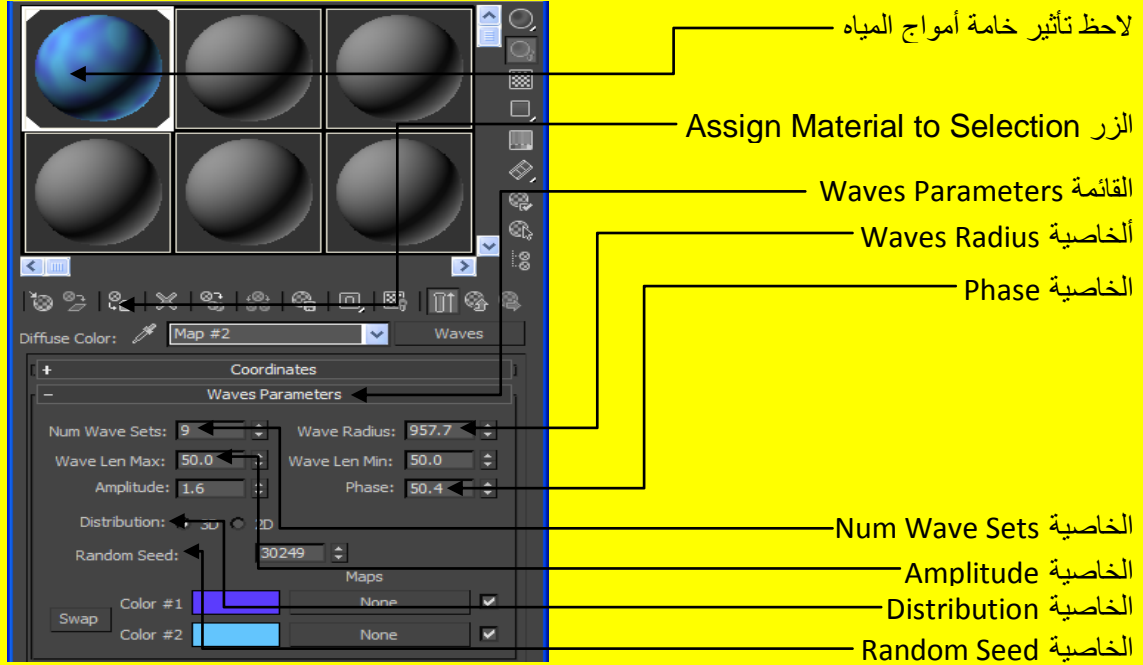 لاحظ تأثير خامة أمواج المياه
الزر Assign Material to Selection
القائمة Waves Parameters
ألخاصية Waves Radius
الخاصية Phase
Diffuse Color: Map #2 Waves
+ Coordinates
- Waves Parameters
Num Wave Sets: 9 Wave Radius: 957.7
Wave Len Max: 50.0 Wave Len Min: 50.0
Amplitude: 1.6 Phase: 50.4
Distribution: 3D 2D
Random Seed: 30249
Maps
Color #1 None
Swap
Color #2 None
الخاصية Num Wave Sets
الخاصية Amplitude
الخاصية Distribution
الخاصية Random Seed